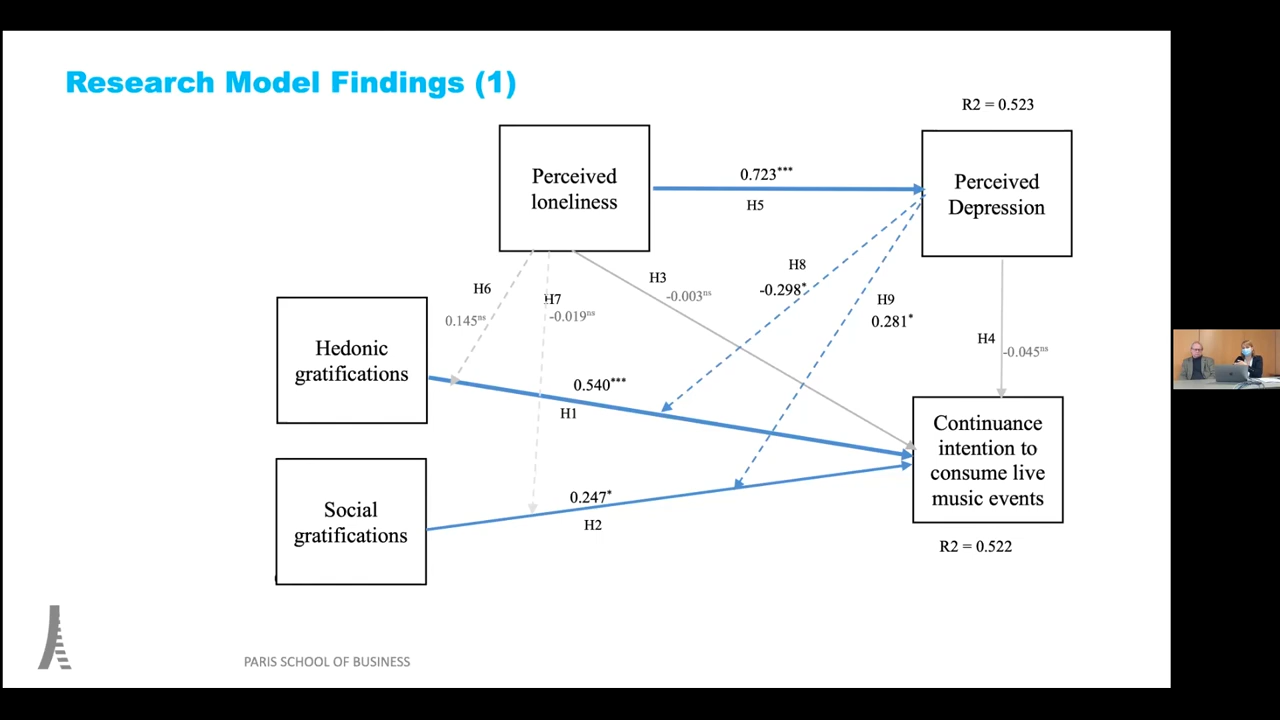 Research Model Findings (1)
R2 = 0.523
Perceived
loneliness
0.723***
H5
Perceived
Depression
H6
0.145ns
H7
-0.019ns
H3
-0.003ns
H8
-0.298*
H9
0.281*
H4
-0.045ns
Hedonic
gratifications
0.540***
H1
Continuance
intention to
consume live
music events
Social
gratifications
0.247*
H2
R2 = 0.522
PARIS SCHOOL OF BUSINESS